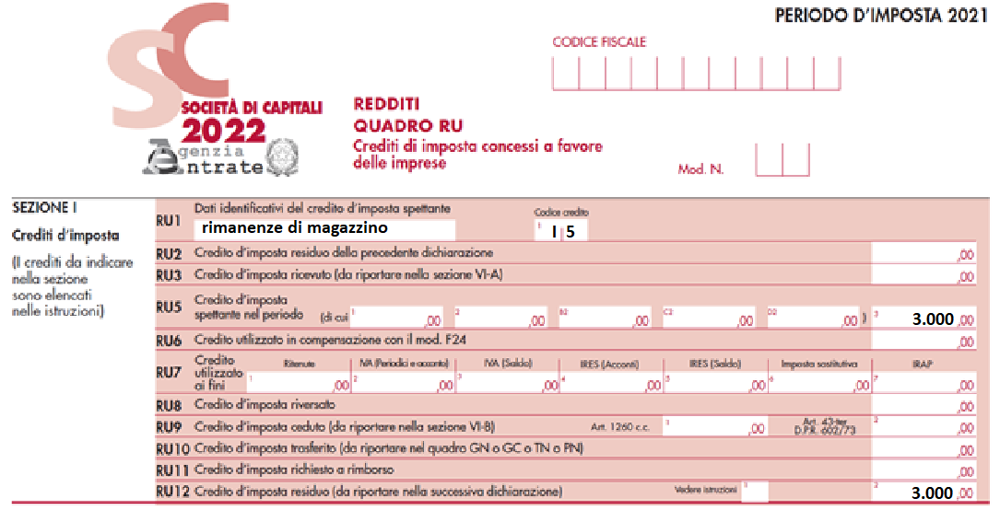 PERIODO D'IMPOSTA 2021
CODICE FISCALE
SC
SOCIETÀ DI CAPITALI
2022
Agenzia
Entrate
REDDITI
QUADRO RU
Crediti di imposta concessi a favore
delle imprese
Mod. N.
SEZIONE I
Crediti d'imposta
(I crediti da indicare
nella sezione
sono elencati
nelle istruzioni)
RU1 Dati identificativi del credito d'imposta spettante Codice credito
rimanenze di magazzino 1 I 5
RU2 Credito d'imposta residuo della precedente dichiarazione ,00
RU3 Credito d'imposta ricevuto (da riportare nella sezione VI-A) ,00
RU5 Credito d'imposta
spettante nel periodo (di cui 1 ,00 2 ,00 B2 ,00 C2 ,00 D2 ,00 ) 3 3.000 ,00
RU6 Credito utilizzato in compensazione con il mod. F24 ,00
RU7 Credito utilizzato ai fini Ritenute IVA (Periodici e acconto) IVA (Saldo) IRES (Acconti) IRES (Saldo) Imposta sostitutiva IRAP
1 ,00 2 ,00 3 ,00 4 ,00 5 ,00 6 ,00 7 ,00
RU8 Credito d'imposta riversato ,00
RU9 Credito d'imposta ceduto (da riportare nella sezione VI-B) Art. 1260 c.c. 1 ,00 Art. 43-ter D.P.R. 602/73 2 ,00
RU10 Credito d'imposta trasferito (da riportare nel quadro GN o GC o TN o PN) ,00
RU11 Credito d'imposta richiesto a rimborso ,00
RU12 Credito d'imposta residuo (da riportare nella successiva dichiarazione) Vedere istruzioni 1 2 3.000 ,00